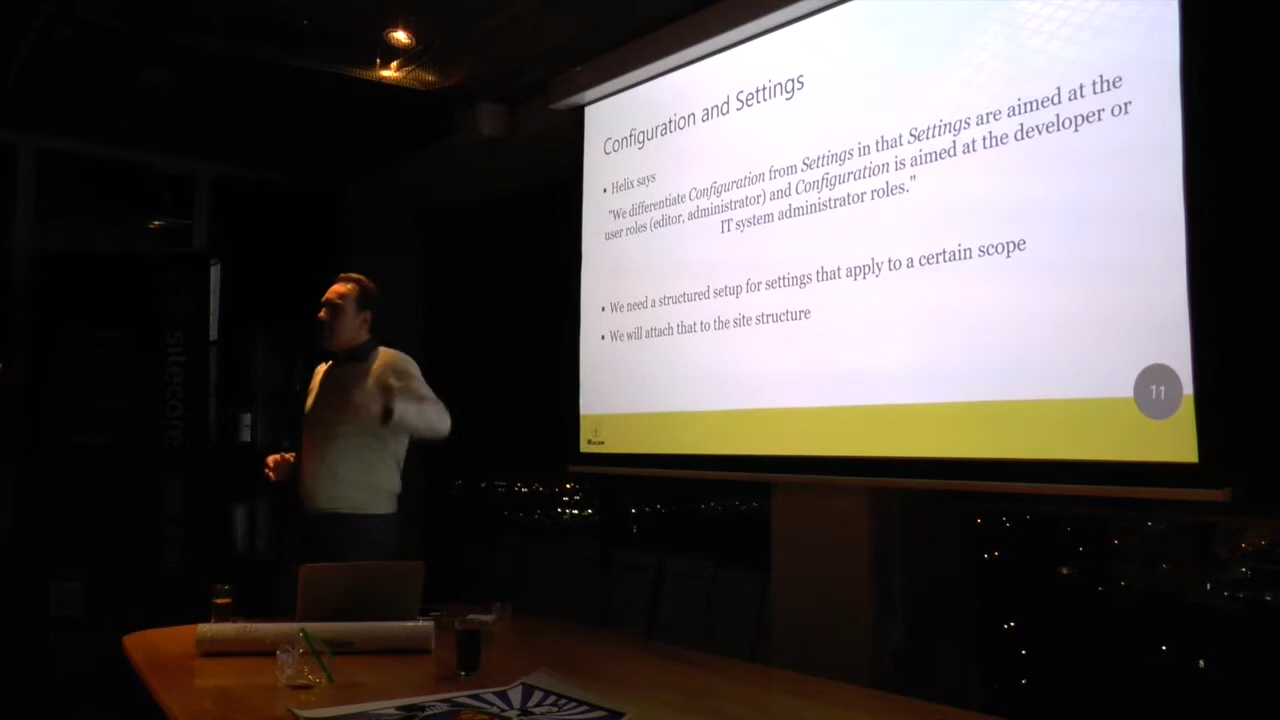 Configuration and Settings
▪ Helix says
"We differentiate Configuration from Settings in that Settings are aimed at the
user roles (editor, administrator) and Configuration is aimed at the developer or
IT system administrator roles."
▪ We need a structured setup for settings that apply to a certain scope
▪ We will attach that to the site structure
11
Macaw
sitecore